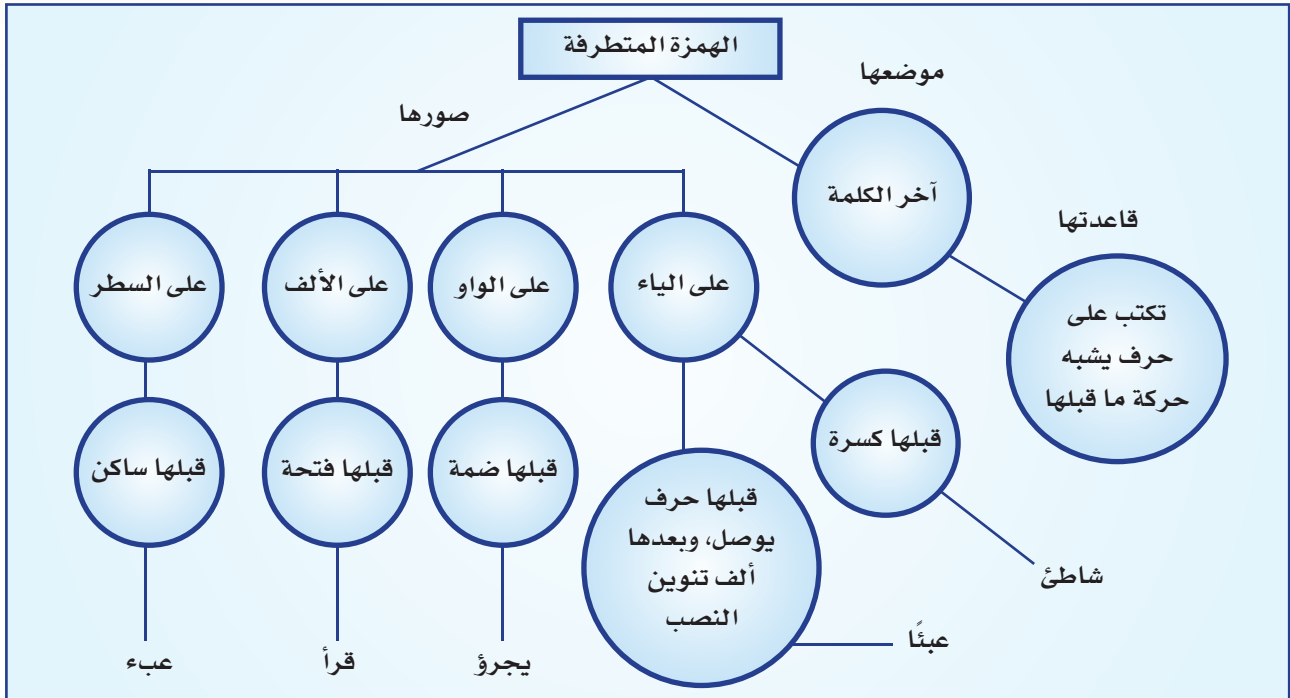 الهمزة المتطرفة
موضعها
صورها
آخر الكلمة
قاعدتها
تكتب على
حرف يشبه
حركة ما قبلها
على الياء
على الواو
على الألف
على السطر
قبلها كسرة
قبلها حرف
يوصل، وبعدها
ألف تنوين
النصب
قبلها ضمة
قبلها فتحة
قبلها ساكن
شاطئ
عبئًا
يجرؤ
قرأ
عبء